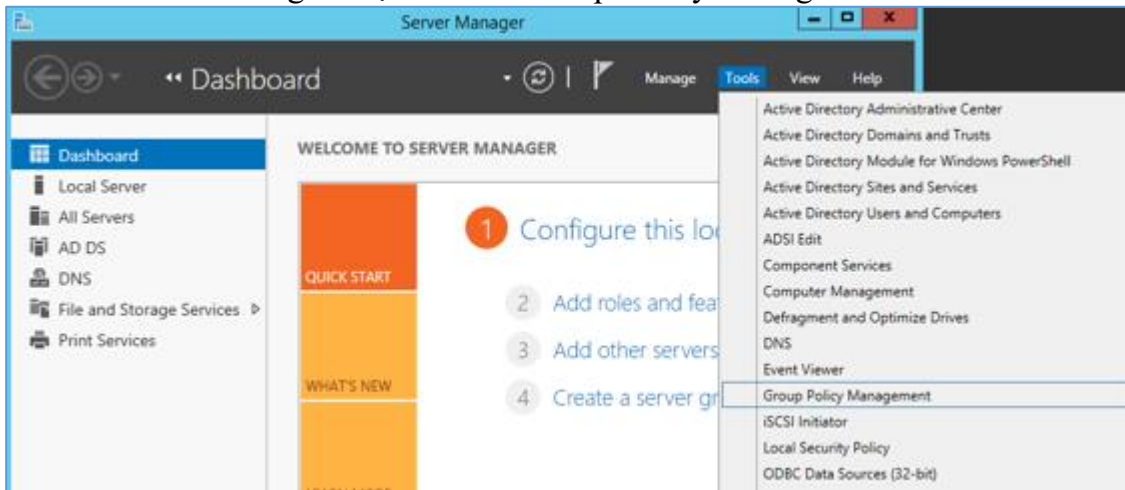 Server Manager
Dashboard
Manage Tools View Help
Dashboard
Local Server
All Servers
AD DS
DNS
File and Storage Services
Print Services
WELCOME TO SERVER MANAGER
QUICK START
WHAT'S NEW
1 Configure this lo
2 Add roles and fea
3 Add other servers
4 Create a server gr
Active Directory Administrative Center
Active Directory Domains and Trusts
Active Directory Module for Windows PowerShell
Active Directory Sites and Services
Active Directory Users and Computers
ADSI Edit
Component Services
Computer Management
Defragment and Optimize Drives
DNS
Event Viewer
Group Policy Management
iSCSI Initiator
Local Security Policy
ODBC Data Sources (32-bit)